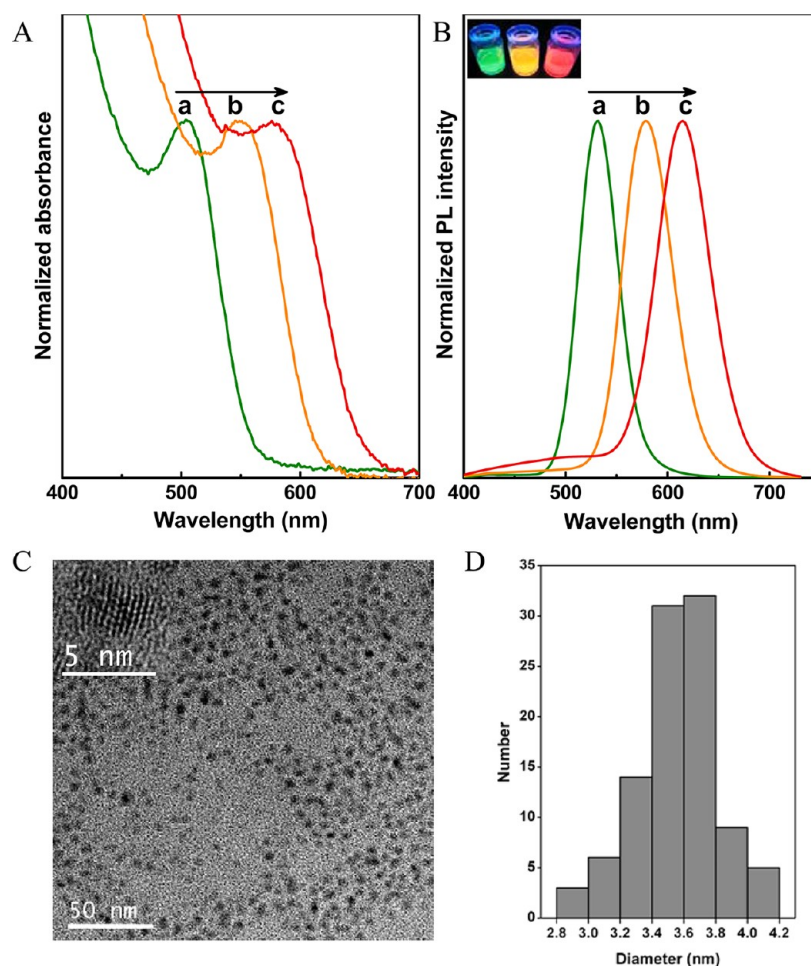 A
a b c
Normalized absorbance
400 500 600 700
Wavelength (nm)
B
a b c
Normalized PL intensity
400 500 600 700
Wavelength (nm)
C
5 nm
50 nm
D
35
30
25
20
15
10
5
0
Number
2.8 3.0 3.2 3.4 3.6 3.8 4.0 4.2
Diameter (nm)